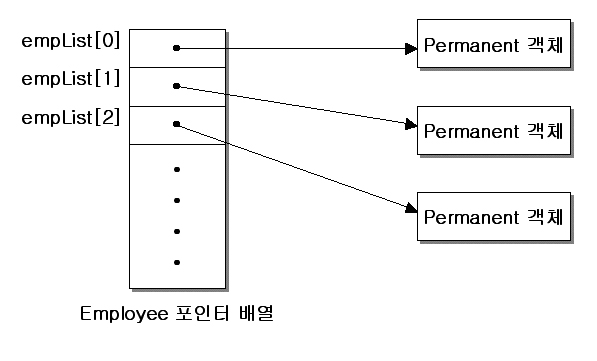 empList[0]
Permanent 객체
empList[1]
Permanent 객체
empList[2]
Permanent 객체
Employee 포인터 배열